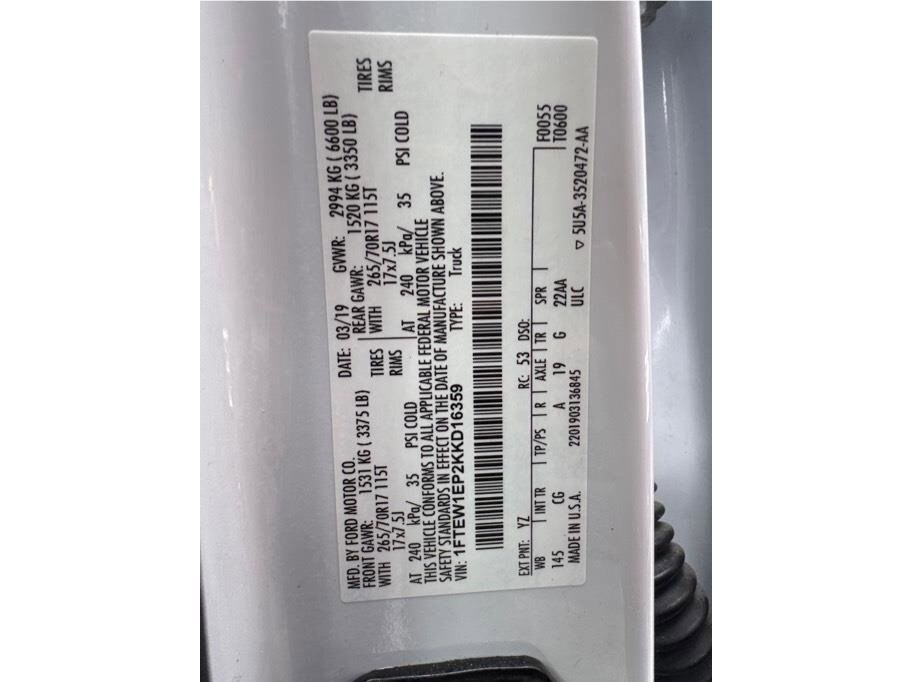 MFD. BY FORD MOTOR CO. DATE: 03/19 GVWR: 2994 KG ( 6600 LB)
FRONT GAWR: 1531 KG ( 3375 LB) REAR GAWR: 1520 KG ( 3350 LB)
WITH 265/70R17 115T TIRES WITH 265/70R17 115T TIRES
17x7.5J RIMS 17x7.5J RIMS
AT 240 kPa/ 35 PSI COLD AT 240 kPa/ 35 PSI COLD
THIS VEHICLE CONFORMS TO ALL APPLICABLE FEDERAL MOTOR VEHICLE
SAFETY STANDARDS IN EFFECT ON THE DATE OF MANUFACTURE SHOWN ABOVE.
VIN: 1FTEW1EP2KKD16359 TYPE: Truck
EXT PNT: YZ RC: 53 DSO: F0055
WB INT TR TP/PS R AXLE TR SPR T0600
145 CG A 19 G 22AA
MADE IN U.S.A. 2201903136845 ULC ▽ 5U5A-3520472-AA